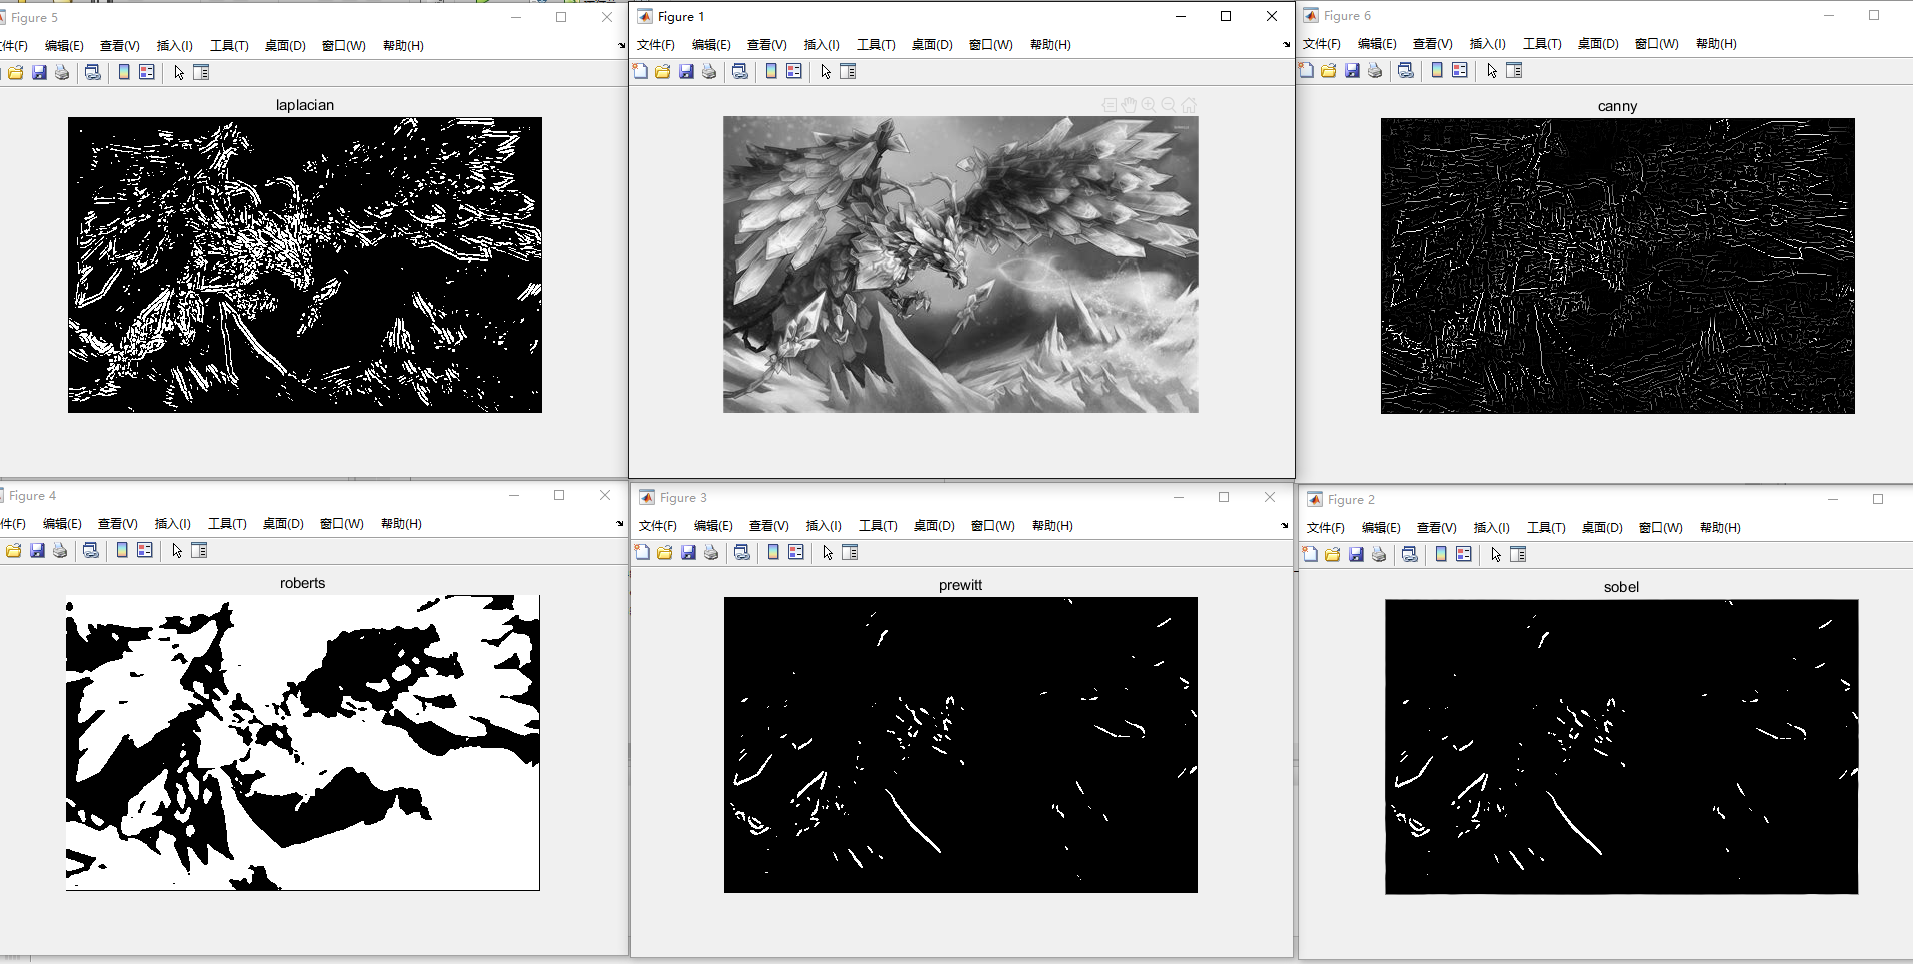 Figure 5
件(F) 编辑(E) 查看(V) 插入(I) 工具(T) 桌面(D) 窗口(W) 帮助(H)
laplacian
Figure 1
文件(F) 编辑(E) 查看(V) 插入(I) 工具(T) 桌面(D) 窗口(W) 帮助(H)
Figure 6
文件(F) 编辑(E) 查看(V) 插入(I) 工具(T) 桌面(D) 窗口(W) 帮助(H)
canny
Figure 4
件(F) 编辑(E) 查看(V) 插入(I) 工具(T) 桌面(D) 窗口(W) 帮助(H)
roberts
Figure 3
文件(F) 编辑(E) 查看(V) 插入(I) 工具(T) 桌面(D) 窗口(W) 帮助(H)
prewitt
Figure 2
文件(F) 编辑(E) 查看(V) 插入(I) 工具(T) 桌面(D) 窗口(W) 帮助(H)
sobel